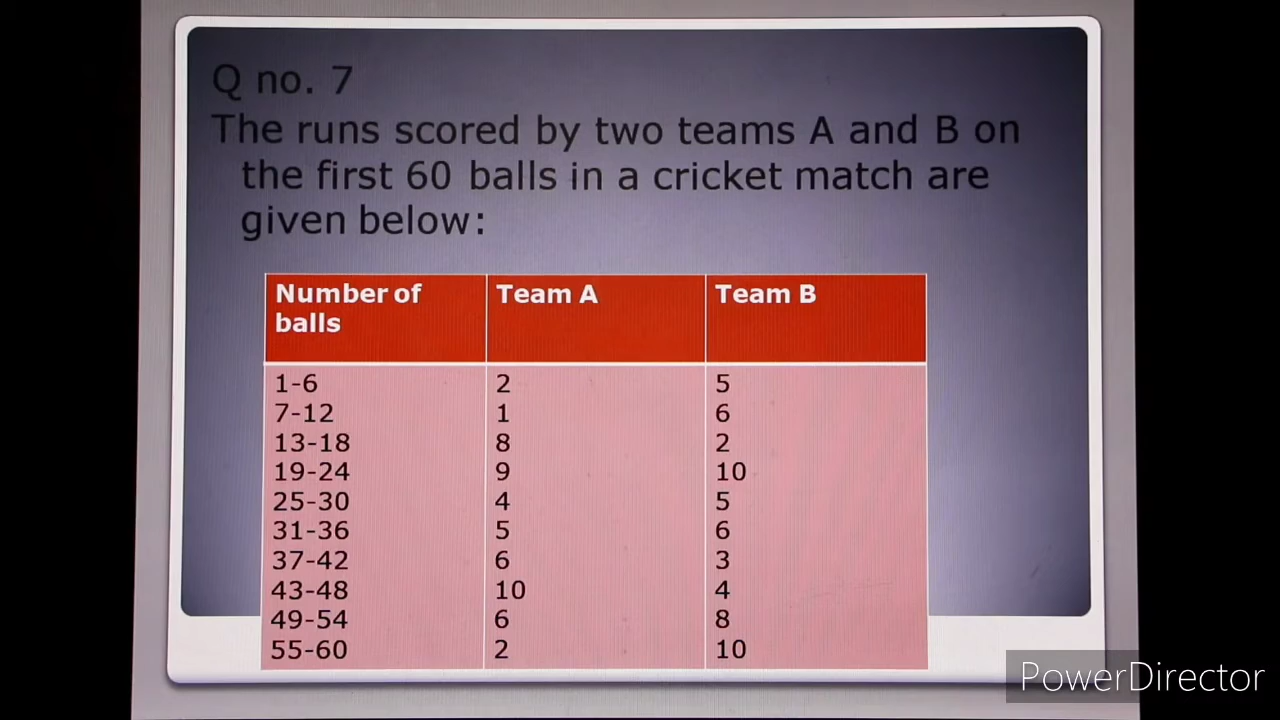 Q no. 7
The runs scored by two teams A and B on
the first 60 balls in a cricket match are
given below:
Number of balls Team A Team B
1-6 2 5
7-12 1 6
13-18 8 2
19-24 9 10
25-30 4 5
31-36 5 6
37-42 6 3
43-48 10 4
49-54 6 8
55-60 2 10
PowerDirector